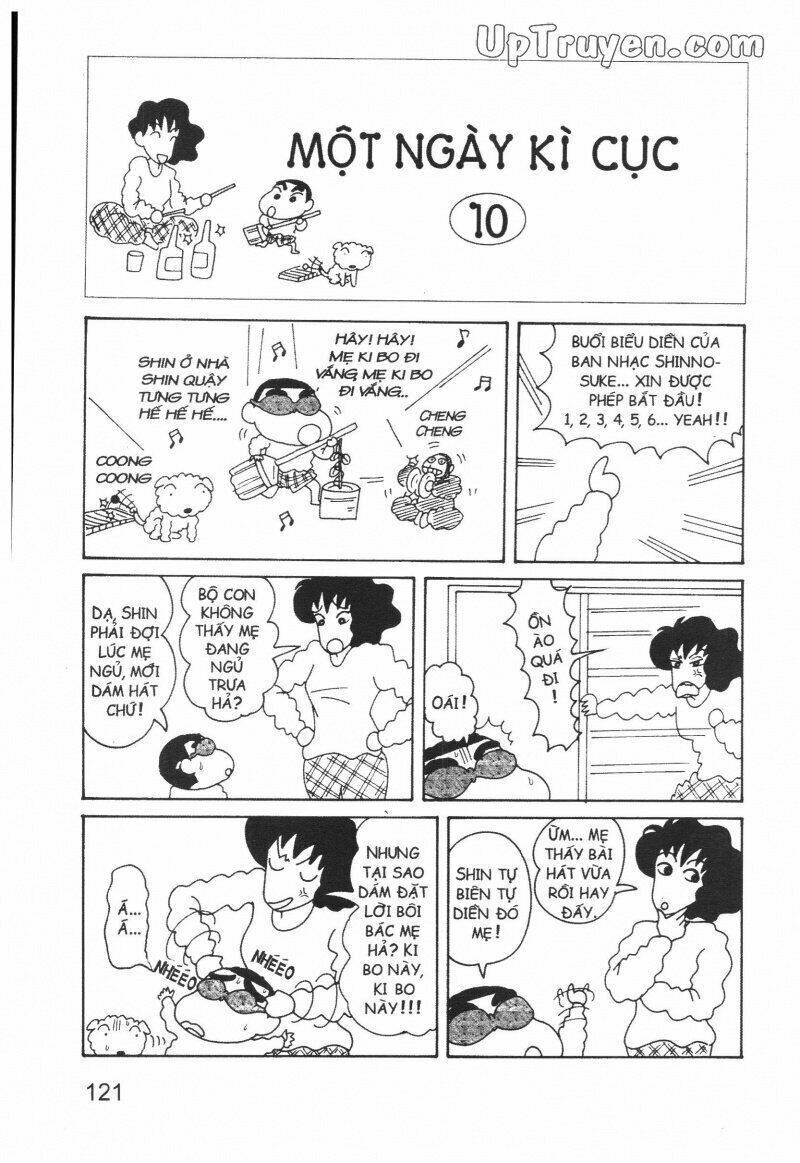 UpTruyen.com
MỘT NGÀY KÌ CỤC
10
BUỔI BIỂU DIỄN CỦA
BAN NHẠC SHINNO-
SUKE... XIN ĐƯỢC
PHÉP BẮT ĐẦU!
1, 2, 3, 4, 5, 6... YEAH!!
HÂY! HÂY!
MẸ KI BO ĐI
VẮNG, MẸ KI BO
ĐI VẮNG..
SHIN Ở NHÀ
SHIN QUẬY
TƯNG TƯNG
HẾ HẾ HẾ....
CHENG
CHENG
COONG
COONG
ỒN
ÀO
QUÁ
ĐI
!
OÁI!
BỘ CON
KHÔNG
THẤY MẸ
ĐANG
NGỦ
TRƯA
HẢ?
DẠ, SHIN
PHẢI ĐỢI
LÚC MẸ
NGỦ, MỚI
DÁM HÁT
CHỨ!
ỪM... MẸ
THẤY BÀI
HÁT VỪA
RỒI HAY
ĐẤY.
SHIN TỰ
BIÊN TỰ
DIỄN ĐÓ
MẸ!
NHƯNG
TẠI SAO
DÁM ĐẶT
LỜI BÔI
BÁC MẸ
HẢ? KI
BO NÀY,
KI BO
NÀY!!!
NHÉÉO
NHÉÉO
Á...
Á...
121